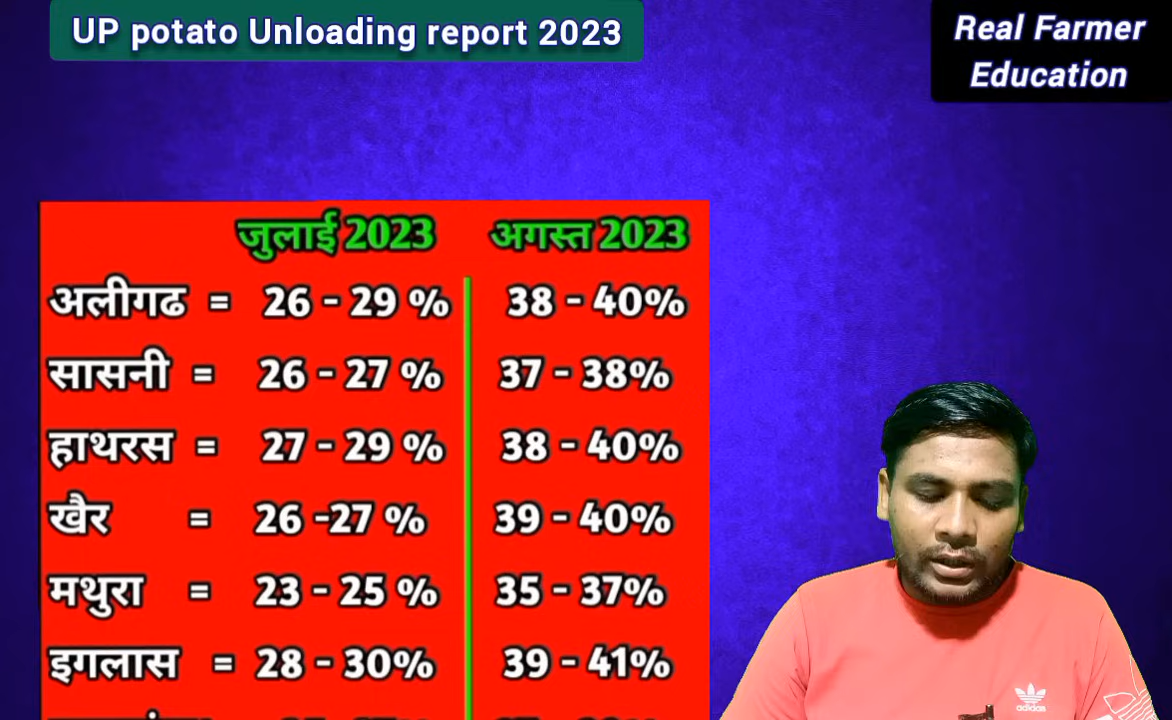 UP potato Unloading report 2023
Real Farmer
Education
जुलाई 2023 अगस्त 2023
अलीगढ = 26 - 29 % 38 - 40%
सासनी = 26 - 27 % 37 - 38%
हाथरस = 27 - 29 % 38 - 40%
खैर = 26 -27 % 39 - 40%
मथुरा = 23 - 25 % 35 - 37%
इगलास = 28 - 30% 39 - 41%
adidas